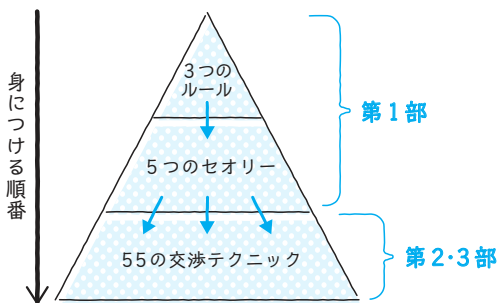 身につける順番
3つの
ルール
第1部
5つのセオリー
55の交渉テクニック
第2・3部